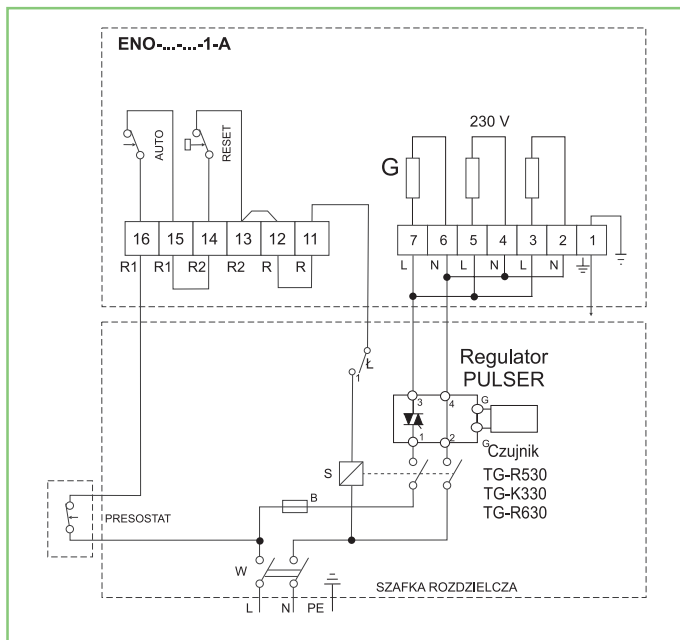 ENO-...-...-1-A
AUTO
RESET
230 V
G
16 15 14 13 12 11
R1 R1 R2 R2 R R
7 6 5 4 3 2 1
L N L N L N
Ł
1
Regulator
PULSER
3 4 G
1 2 G
Czujnik
TG-R530
TG-K330
TG-R630
S
B
PRESOSTAT
W
SZAFKA ROZDZIELCZA
L N PE